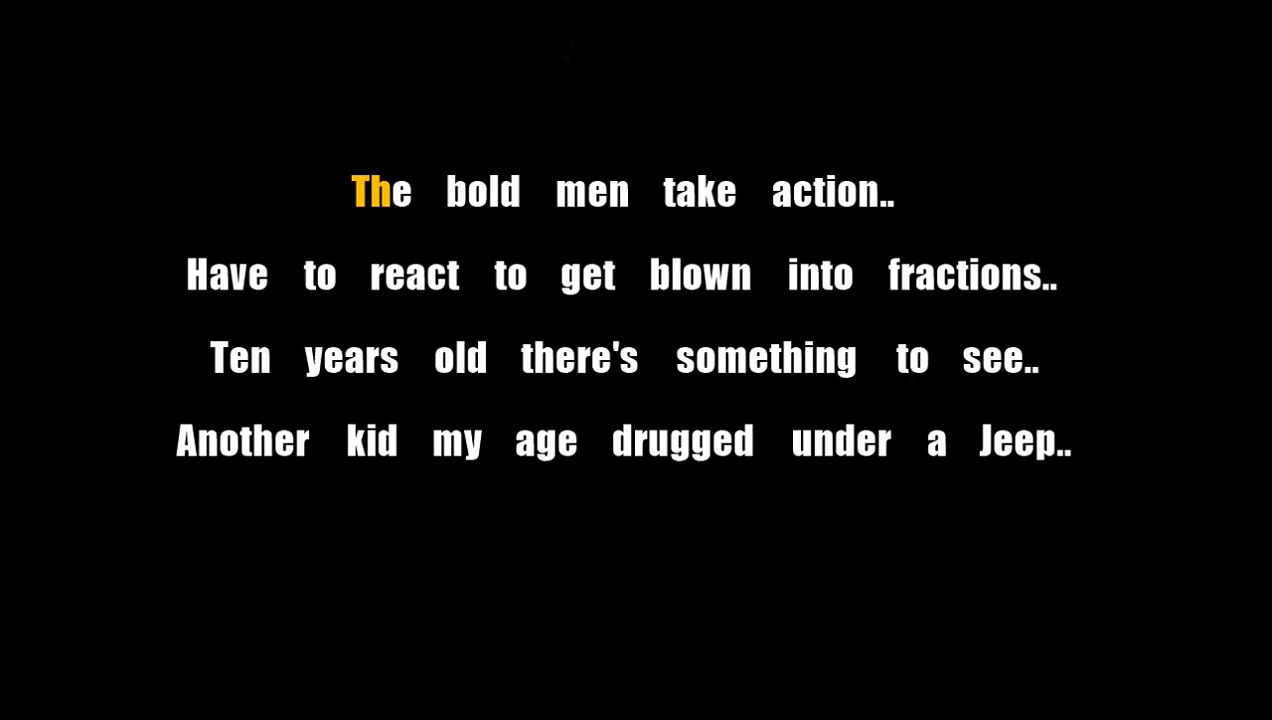 The bold men take action..
Have to react to get blown into fractions..
Ten years old there's something to see..
Another kid my age drugged under a Jeep..